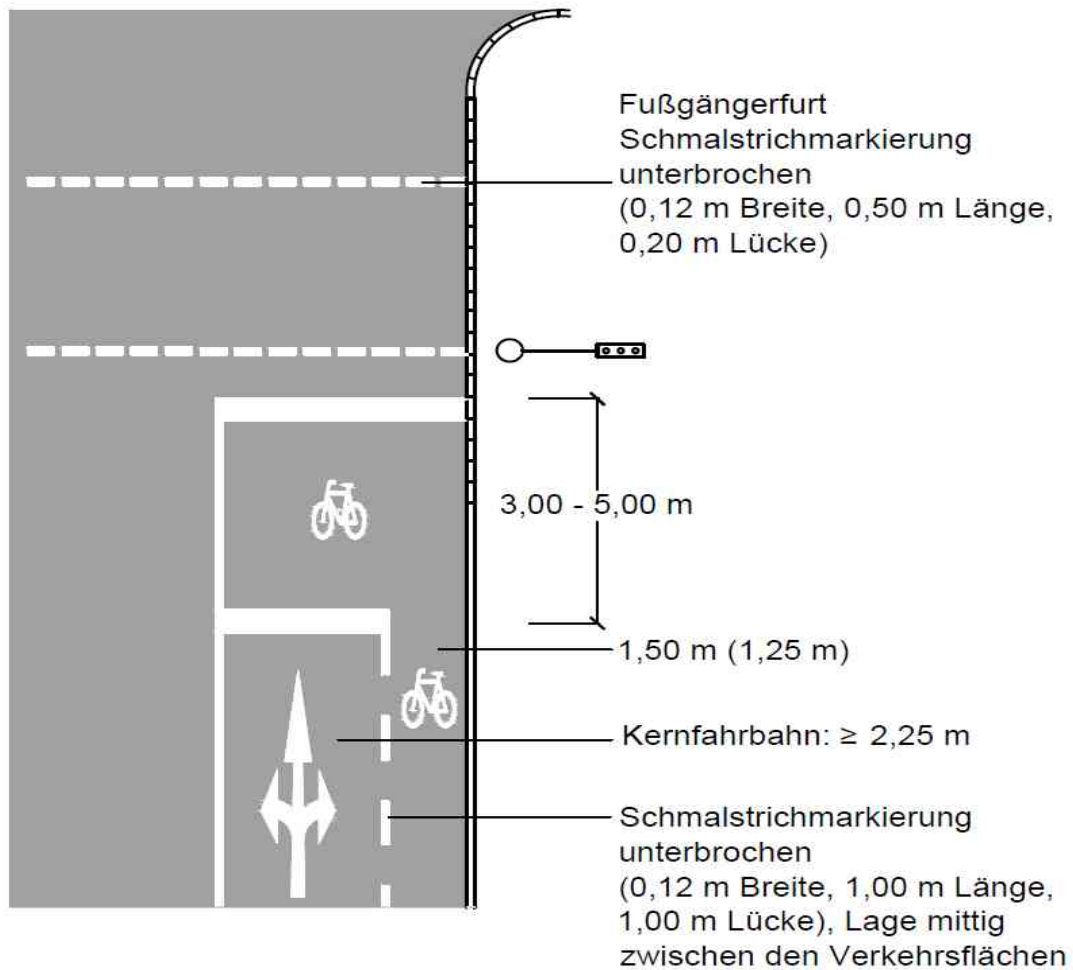 Fußgängerfurt
Schmalstrichmarkierung
unterbrochen
(0,12 m Breite, 0,50 m Länge,
0,20 m Lücke)
3,00 - 5,00 m
1,50 m (1,25 m)
Kernfahrbahn: ≥ 2,25 m
Schmalstrichmarkierung
unterbrochen
(0,12 m Breite, 1,00 m Länge,
1,00 m Lücke), Lage mittig
zwischen den Verkehrsflächen